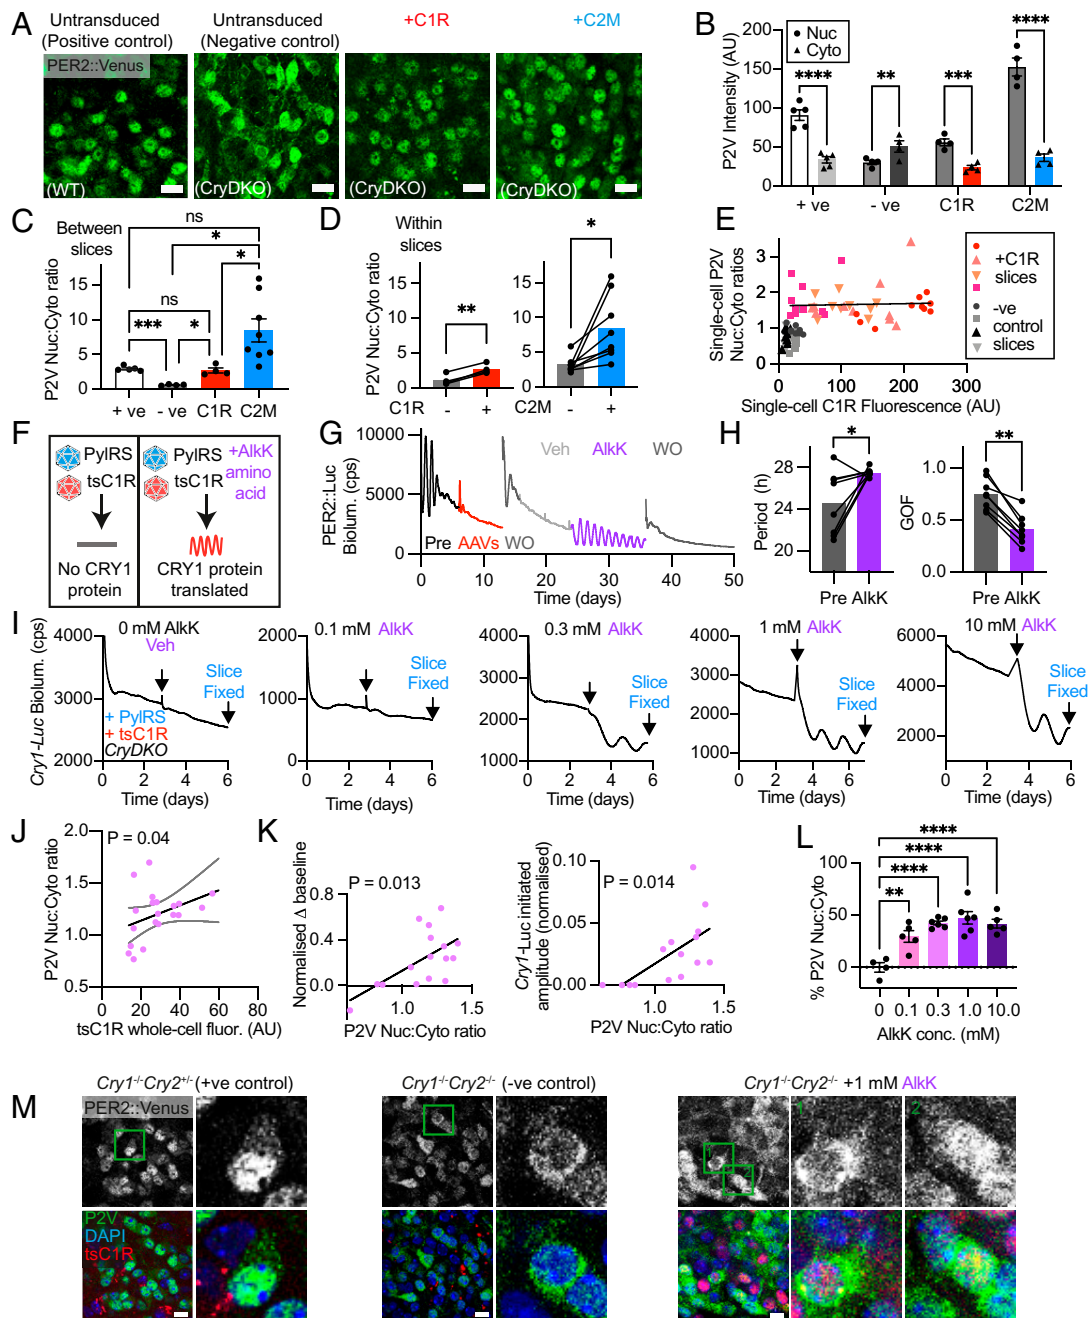 A
Untransduced
(Positive control)
Untransduced
(Negative control)
+C1R
+C2M
PER2::Venus
(WT)
(CryDKO)
(CryDKO)
(CryDKO)
B
P2V Intensity (AU)
200
150
100
50
0
Nuc
Cyto
****
**
***
****
+ ve
- ve
C1R
C2M
C
Between
slices
P2V Nuc:Cyto ratio
15
10
5
0
ns
*
*
ns
***
*
+ ve
- ve
C1R
C2M
D
Within
slices
P2V Nuc:Cyto ratio
15
10
5
0
**
C1R
-
+
15
10
5
0
*
C2M
-
+
E
Single-cell P2V
Nuc:Cyto ratios
4
3
2
1
0
0
100
200
300
Single-cell C1R Fluorescence (AU)
+C1R
slices
-ve
control
slices
F
PylRS
tsC1R
No CRY1
protein
PylRS
tsC1R
+AlkK
amino
acid
CRY1 protein
translated
G
PER2::Luc
Biolum. (cps)
10000
5000
0
Veh
AlkK
WO
Pre
AAVs
WO
0
10
20
30
40
50
Time (days)
H
Period (h)
28
24
20
*
Pre AlkK
GOF
1.0
0.5
0.0
**
Pre AlkK
I
Cry1-Luc Biolum. (cps)
4000
3000
2000
0 mM AlkK
Veh
Slice
Fixed
+ PylRS
+ tsC1R
CryDKO
0
2
4
6
Time (days)
2000
1000
0
0.1 mM AlkK
Slice
Fixed
0
2
4
6
Time (days)
4000
3000
2000
1000
0.3 mM AlkK
Slice
Fixed
0
2
4
6
Time (days)
4000
3000
2000
1000
1 mM AlkK
Slice
Fixed
0
2
4
6
Time (days)
6000
4000
2000
10 mM AlkK
Slice
Fixed
0
2
4
6
Time (days)
J
P2V Nuc:Cyto ratio
2.0
1.5
1.0
0.5
P = 0.04
0
20
40
60
80
tsC1R whole-cell fluor. (AU)
K
Normalised Δ baseline
0.8
0.4
0.0
P = 0.013
1.0
1.5
P2V Nuc:Cyto ratio
Cry1-Luc initiated
amplitude (normalised)
0.10
0.05
0.00
P = 0.014
1.0
1.5
P2V Nuc:Cyto ratio
L
% P2V Nuc:Cyto
100
0
**
****
****
****
0
0.1
0.3
1.0
10.0
AlkK conc. (mM)
M
Cry1-/-Cry2+/- (+ve control)
Cry1-/-Cry2-/- (-ve control)
Cry1-/-Cry2-/- +1 mM AlkK
PER2::Venus
1
2
P2V
DAPI
tsC1R